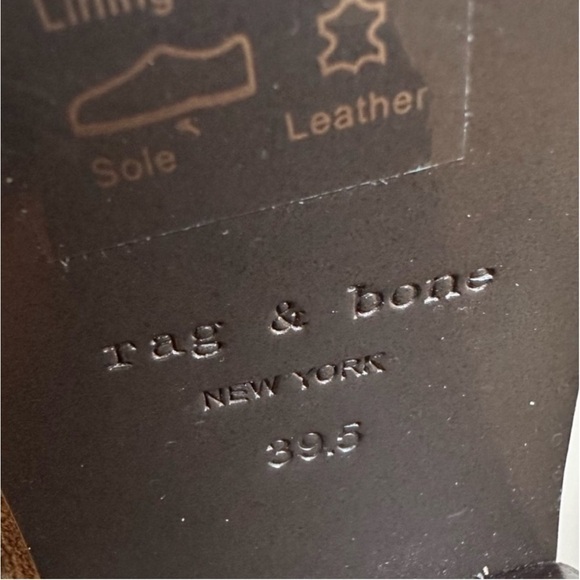 Lining
Sole
Leather
rag & bone
NEW YORK
39.5